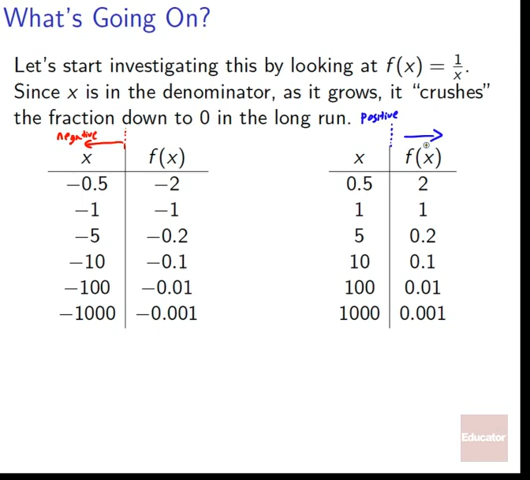 What's Going On?
Let's start investigating this by looking at f(x) = 1/x.
Since x is in the denominator, as it grows, it "crushes"
the fraction down to 0 in the long run. Positive
negative
x f(x) x f(x)
−0.5 −2 0.5 2
−1 −1 1 1
−5 −0.2 5 0.2
−10 −0.1 10 0.1
−100 −0.01 100 0.01
−1000 −0.001 1000 0.001
Educator